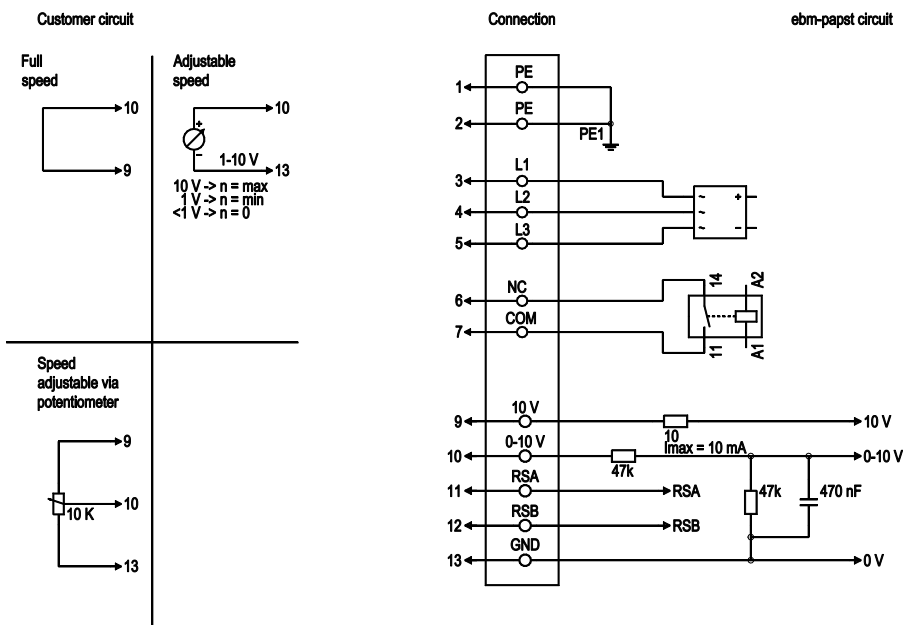 Customer circuit
Connection
ebm-papst circuit
Full
speed
10
9
Adjustable
speed
10
+
–
1-10 V
13
10 V -> n = max
1 V -> n = min
<1 V -> n = 0
Speed
adjustable via
potentiometer
9
10
10 K
13
1
PE
2
PE
PE1
3
L1
4
L2
5
L3
~
~
~
+
–
6
NC
7
COM
14
A2
11
A1
9
10 V
10
Imax = 10 mA
10 V
10
0-10 V
47k
0-10 V
11
RSA
RSA
47k
470 nF
12
RSB
RSB
13
GND
0 V